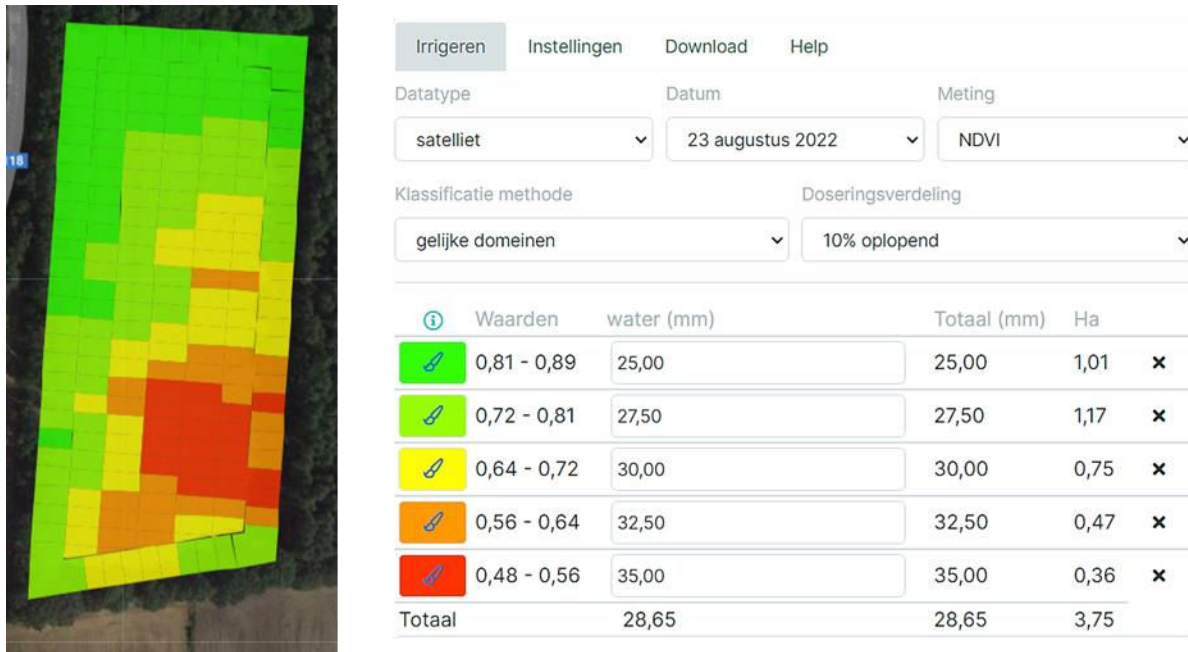 18
Irrigeren Instellingen Download Help
Datatype Datum Meting
satelliet 23 augustus 2022 NDVI
Klassificatie methode Doseringsverdeling
gelijke domeinen 10% oplopend
Waarden water (mm) Totaal (mm) Ha
0,81 - 0,89 25,00 25,00 1,01
0,72 - 0,81 27,50 27,50 1,17
0,64 - 0,72 30,00 30,00 0,75
0,56 - 0,64 32,50 32,50 0,47
0,48 - 0,56 35,00 35,00 0,36
Totaal 28,65 28,65 3,75